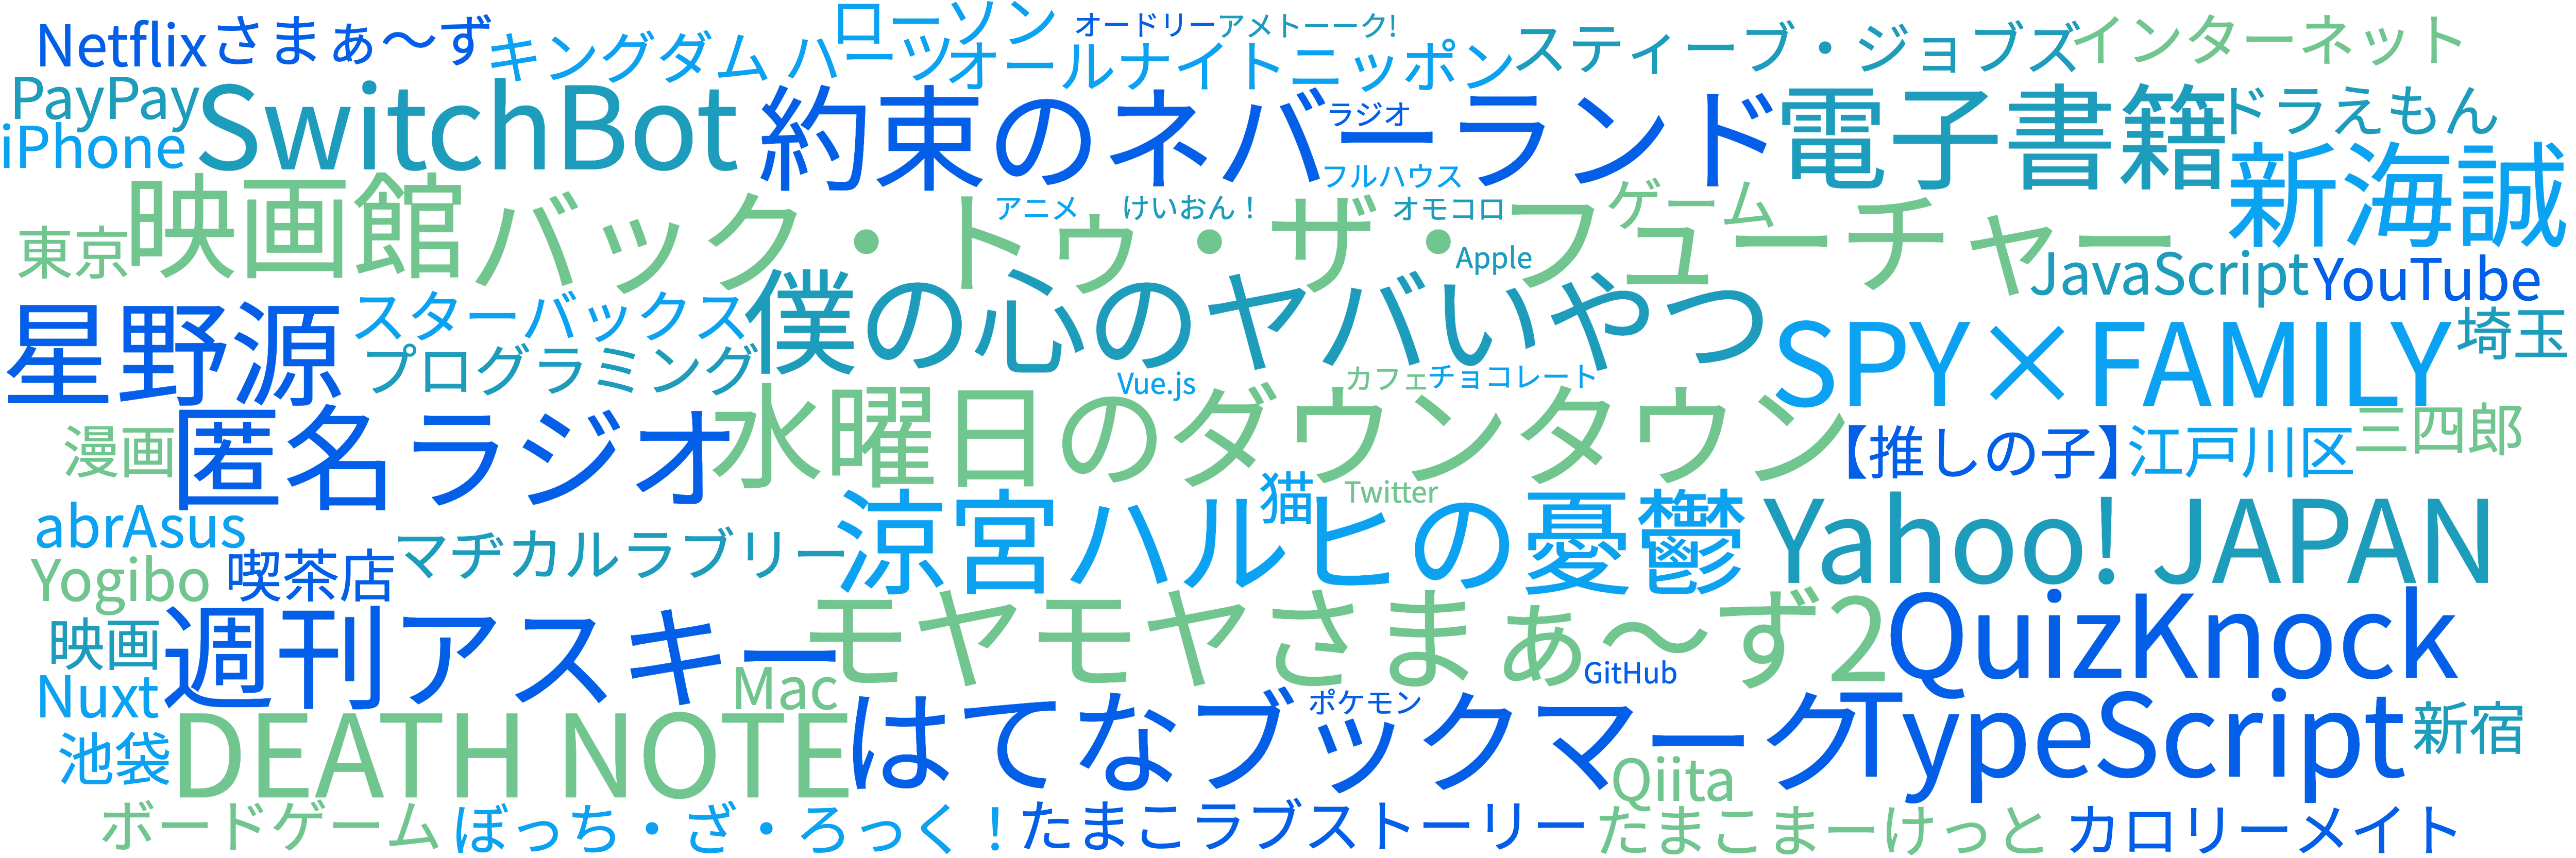 Netflix さまぁ〜ず キングダム ハーツ ローソン オードリー アメトーーク! オールナイトニッポン スティーブ・ジョブズ インターネット
PayPay SwitchBot 約束のネバーランド ラジオ 電子書籍 ドラえもん
iPhone フルハウス 新海誠
東京 映画館 バック・トゥ・ザ・フューチャー アニメ けいおん！ オモコロ ゲーム
Apple JavaScript YouTube
星野源 スターバックス 僕の心のヤバいやつ SPY×FAMILY 埼玉
プログラミング Vue.js カフェ チョコレート
漫画 匿名ラジオ 水曜日のダウンタウン 【推しの子】 江戸川区 三四郎
abrAsus マヂカルラブリー 涼宮ハルヒの憂鬱 猫 Twitter Yahoo! JAPAN
Yogibo 喫茶店
映画 週刊アスキー モヤモヤさまぁ〜ず2 QuizKnock
Nuxt Mac GitHub
池袋 DEATH NOTE はてなブックマーク ポケモン TypeScript 新宿
Qiita
ボードゲーム ぼっち・ざ・ろっく！ たまこラブストーリー たまこまーけっと カロリーメイト